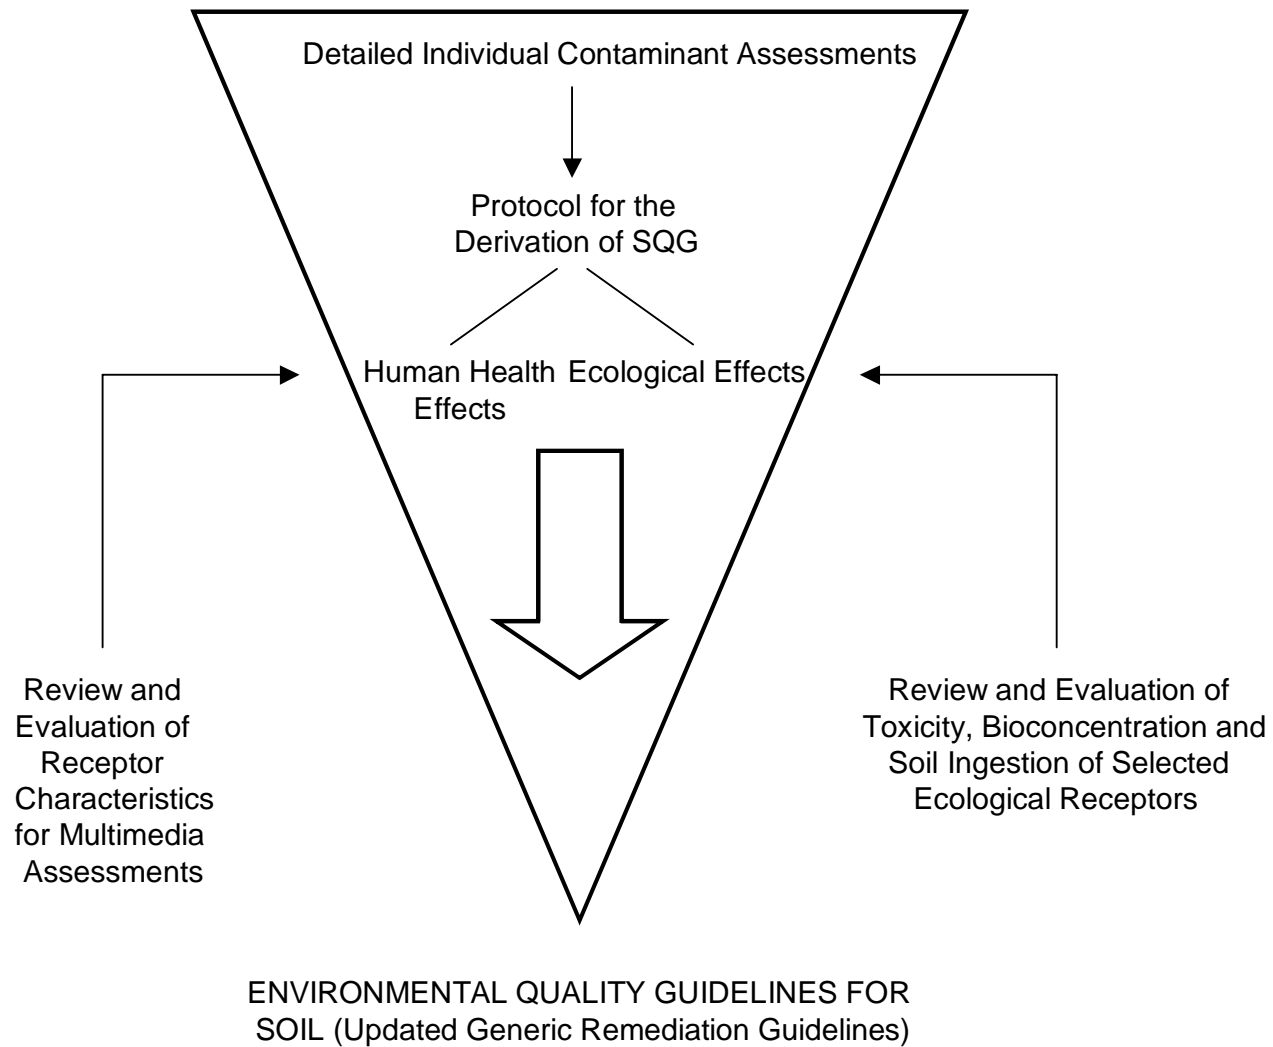 Detailed Individual Contaminant Assessments
Protocol for the
Derivation of SQG
Human Health
Effects
Ecological Effects
Review and
Evaluation of
Receptor
Characteristics
for Multimedia
Assessments
Review and Evaluation of
Toxicity, Bioconcentration and
Soil Ingestion of Selected
Ecological Receptors
ENVIRONMENTAL QUALITY GUIDELINES FOR
SOIL (Updated Generic Remediation Guidelines)